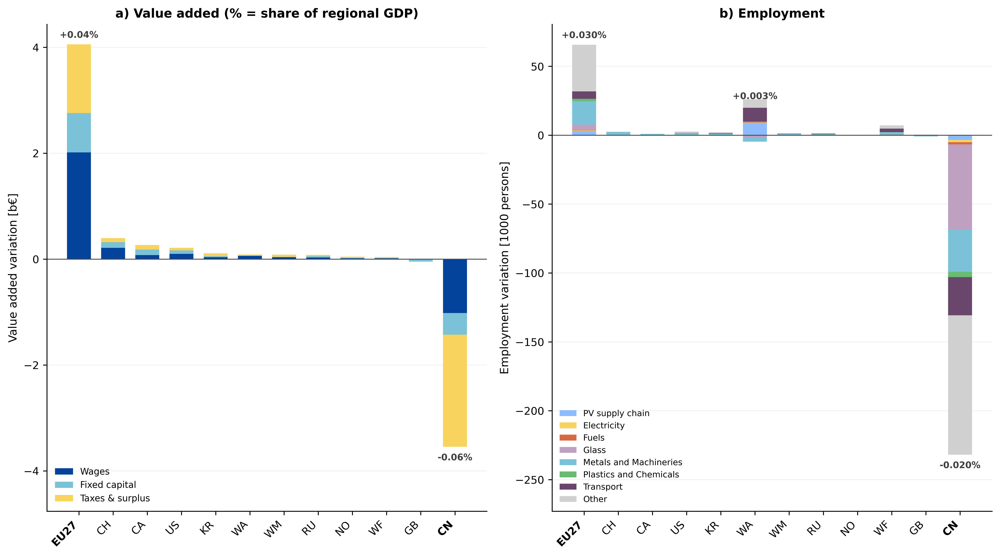 a) Value added (% = share of regional GDP)
+0.04%
4
2
0
−2
−4
Value added variation [b€]
-0.06%
Wages
Fixed capital
Taxes & surplus
EU27
CH
CA
US
KR
WA
WM
RU
NO
WF
GB
CN
b) Employment
+0.030%
+0.003%
50
0
−50
−100
−150
−200
−250
Employment variation [1000 persons]
-0.020%
PV supply chain
Electricity
Fuels
Glass
Metals and Machineries
Plastics and Chemicals
Transport
Other
EU27
CH
CA
US
KR
WA
WM
RU
NO
WF
GB
CN